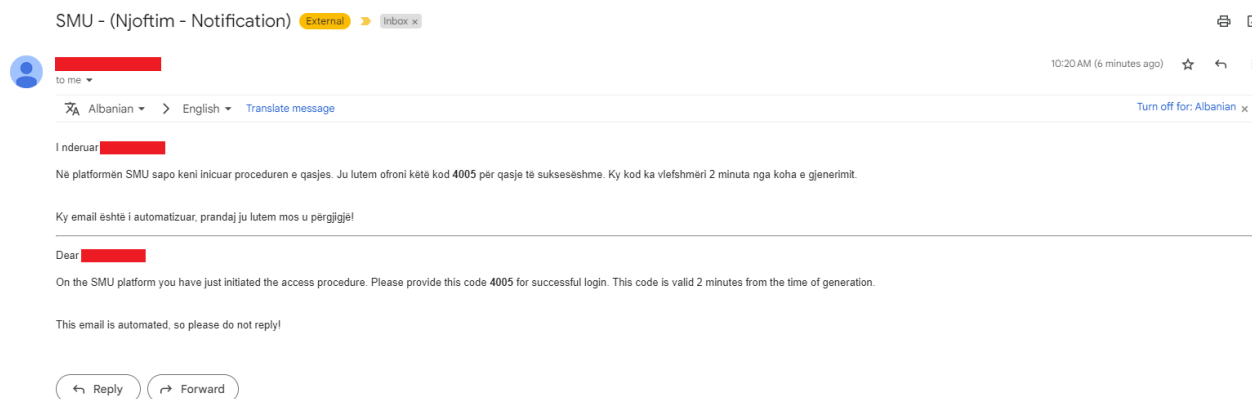 SMU - (Njoftim - Notification) External Inbox x
10:20 AM (6 minutes ago)
to me
Albanian > English Translate message Turn off for: Albanian x
I nderuar
Në platformën SMU sapo keni inicuar proceduren e qasjes. Ju lutem ofroni këtë kod 4005 për qasje të suksesëshme. Ky kod ka vlefshmëri 2 minuta nga koha e gjenerimit.
Ky email është i automatizuar, prandaj ju lutem mos u përgjigjë!
Dear
On the SMU platform you have just initiated the access procedure. Please provide this code 4005 for successful login. This code is valid 2 minutes from the time of generation.
This email is automated, so please do not reply!
Reply Forward